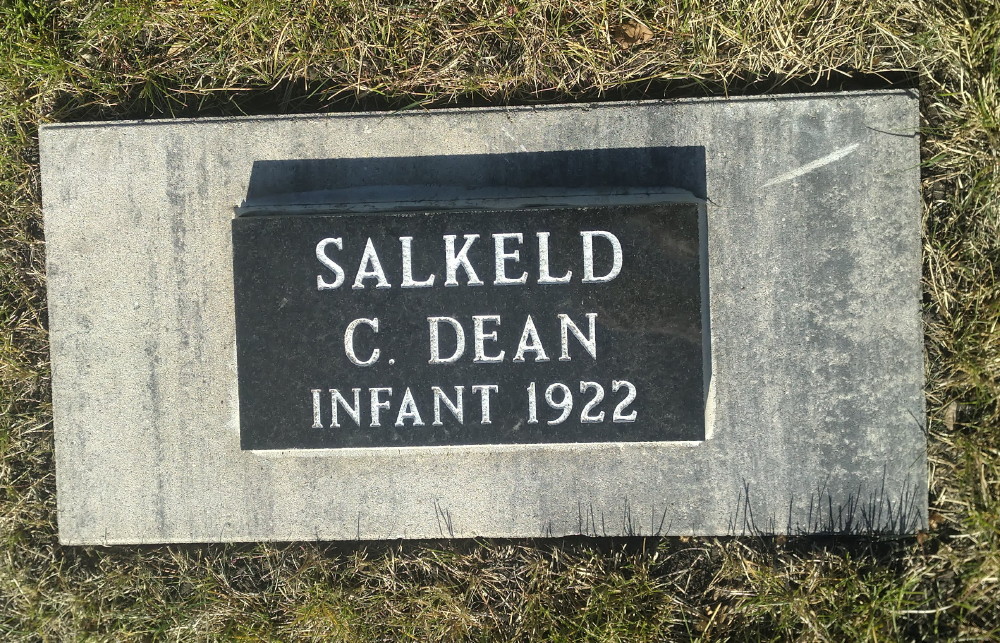 SALKELD
C. DEAN
INFANT 1922